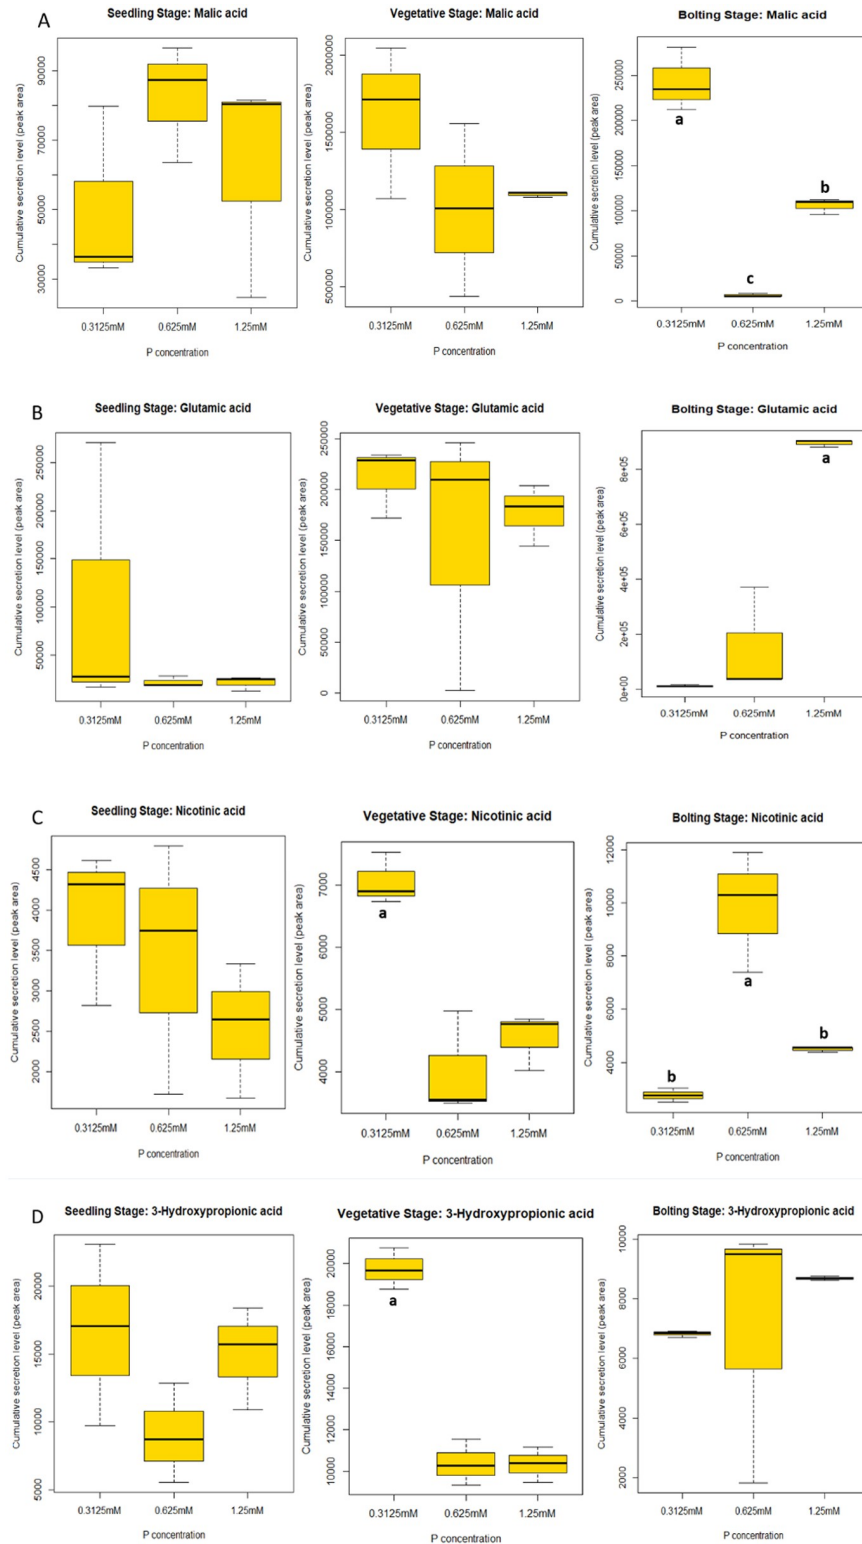 A
Seedling Stage: Malic acid
Cumulative secretion level (peak area)
90000
70000
50000
30000
0.3125mM 0.625mM 1.25mM
P concentration
Vegetative Stage: Malic acid
Cumulative secretion level (peak area)
2000000
1500000
1000000
500000
0.3125mM 0.625mM 1.25mM
P concentration
Bolting Stage: Malic acid
Cumulative secretion level (peak area)
250000
200000
150000
100000
50000
0
a
b
c
0.3125mM 0.625mM 1.25mM
P concentration
B
Seedling Stage: Glutamic acid
Cumulative secretion level (peak area)
250000
200000
150000
100000
50000
0.3125mM 0.625mM 1.25mM
P concentration
Vegetative Stage: Glutamic acid
Cumulative secretion level (peak area)
250000
200000
150000
100000
50000
0
0.3125mM 0.625mM 1.25mM
P concentration
Bolting Stage: Glutamic acid
Cumulative secretion level (peak area)
8e+05
6e+05
4e+05
2e+05
0e+00
a
0.3125mM 0.625mM 1.25mM
P concentration
C
Seedling Stage: Nicotinic acid
Cumulative secretion level (peak area)
4500
4000
3500
3000
2500
2000
0.3125mM 0.625mM 1.25mM
P concentration
Vegetative Stage: Nicotinic acid
Cumulative secretion level (peak area)
7000
6000
5000
4000
a
0.3125mM 0.625mM 1.25mM
P concentration
Bolting Stage: Nicotinic acid
Cumulative secretion level (peak area)
12000
10000
8000
6000
4000
a
b
b
0.3125mM 0.625mM 1.25mM
P concentration
D
Seedling Stage: 3-Hydroxypropionic acid
Cumulative secretion level (peak area)
20000
15000
10000
5000
0.3125mM 0.625mM 1.25mM
P concentration
Vegetative Stage: 3-Hydroxypropionic acid
Cumulative secretion level (peak area)
20000
18000
16000
14000
12000
10000
a
0.3125mM 0.625mM 1.25mM
P concentration
Bolting Stage: 3-Hydroxypropionic acid
Cumulative secretion level (peak area)
10000
8000
6000
4000
2000
0.3125mM 0.625mM 1.25mM
P concentration